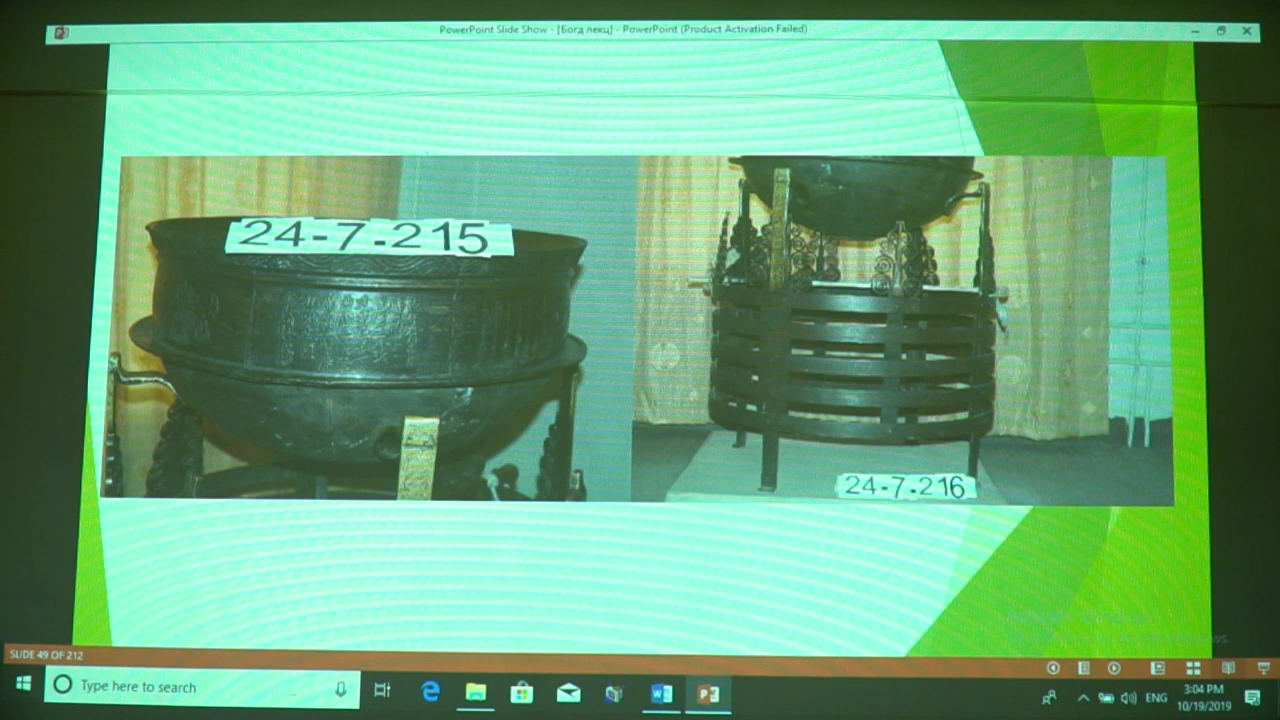 PowerPoint Slide Show - [Богд лекц] - PowerPoint (Product Activation Failed)
24-7.215
24-7.216
SLIDE 49 OF 212
Type here to search
ENG
3:04 PM
10/19/2019